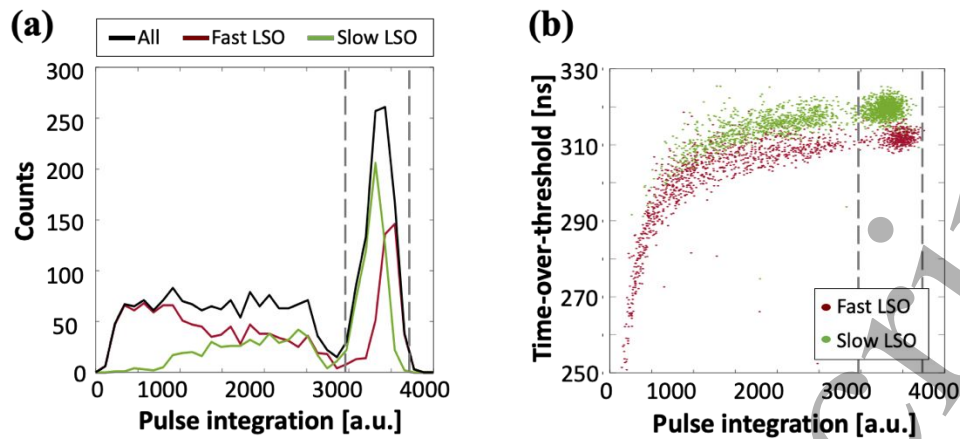 (a)
All Fast LSO Slow LSO
Counts
300
250
200
150
100
50
0
0 1000 2000 3000 4000
Pulse integration [a.u.]
(b)
Time-over-threshold [ns]
330
310
290
270
250
0 1000 2000 3000 4000
Fast LSO
Slow LSO
Pulse integration [a.u.]